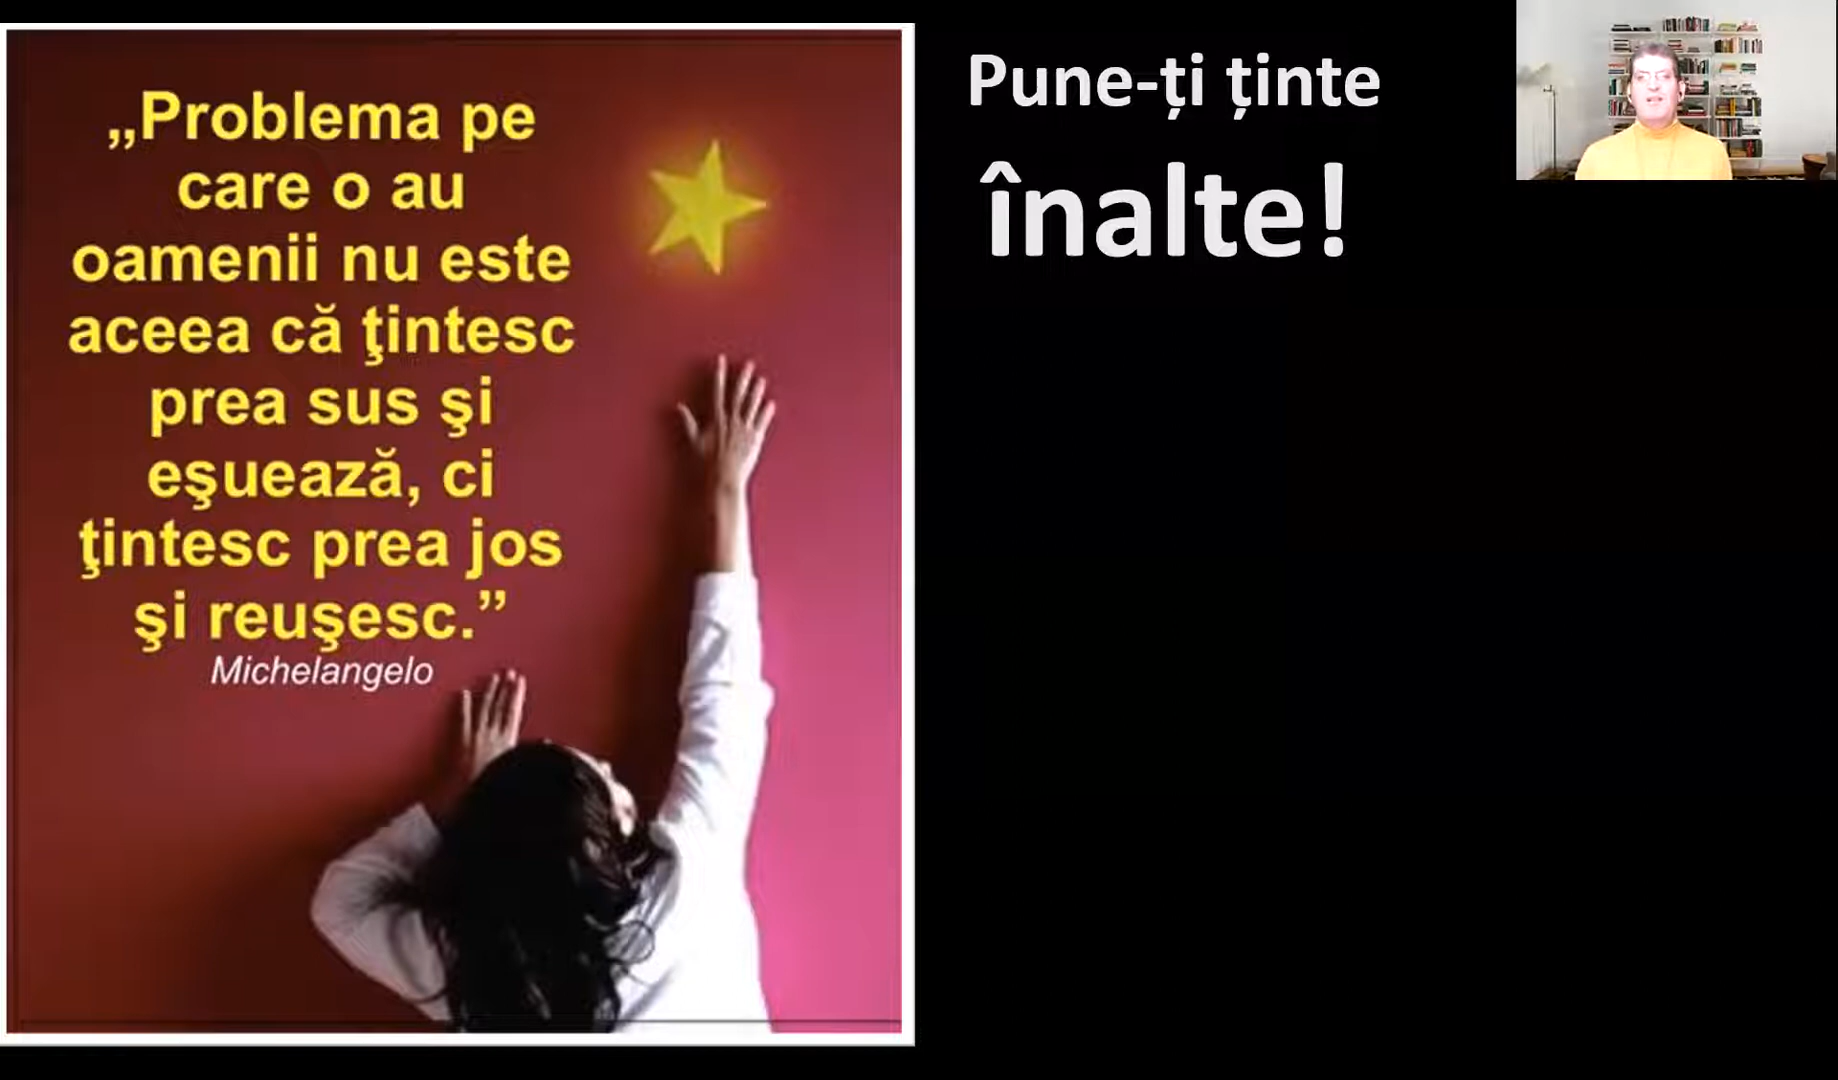 „Problema pe
care o au
oamenii nu este
aceea că ţintesc
prea sus şi
eşuează, ci
ţintesc prea jos
şi reuşesc.”
Michelangelo
Pune-ți ținte
înalte!